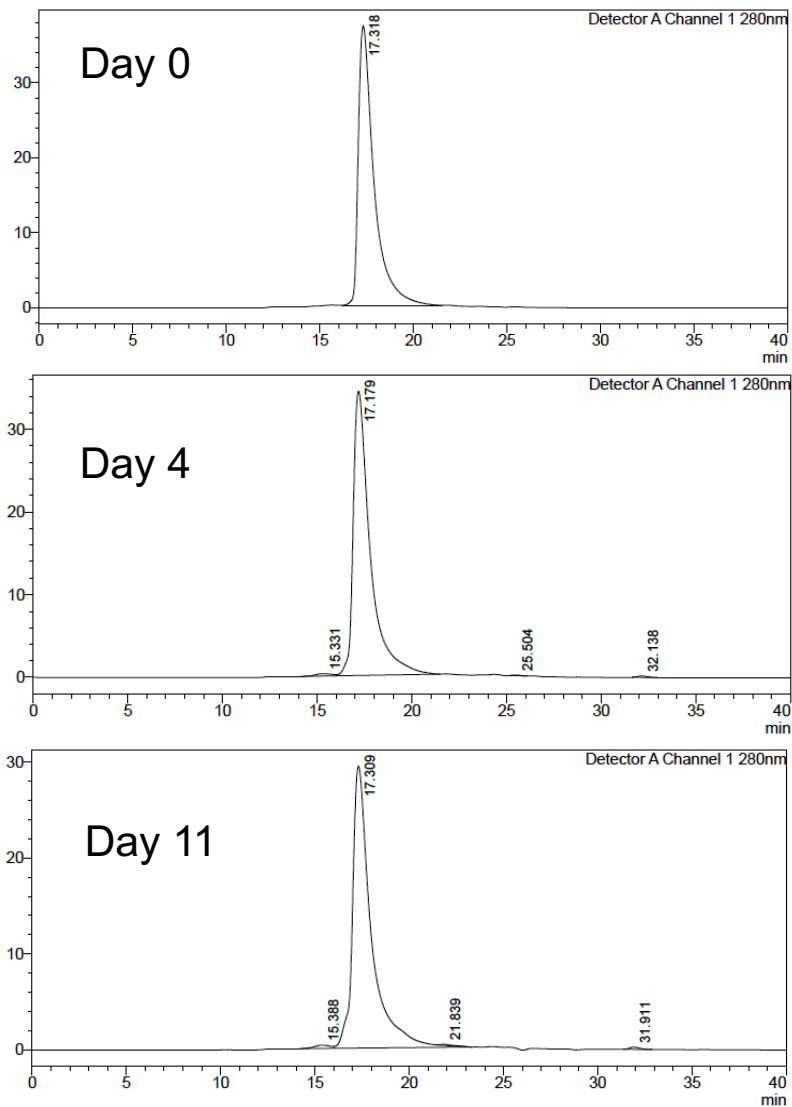 Detector A Channel 1 280nm
17.318
Day 0
30
20
10
0
0 5 10 15 20 25 30 35 40
min
Detector A Channel 1 280nm
17.179
Day 4
30
20
10
0
15.331
25.504
32.138
0 5 10 15 20 25 30 35 40
min
Detector A Channel 1 280nm
17.309
Day 11
30
20
10
0
15.388
21.839
31.911
0 5 10 15 20 25 30 35 40
min